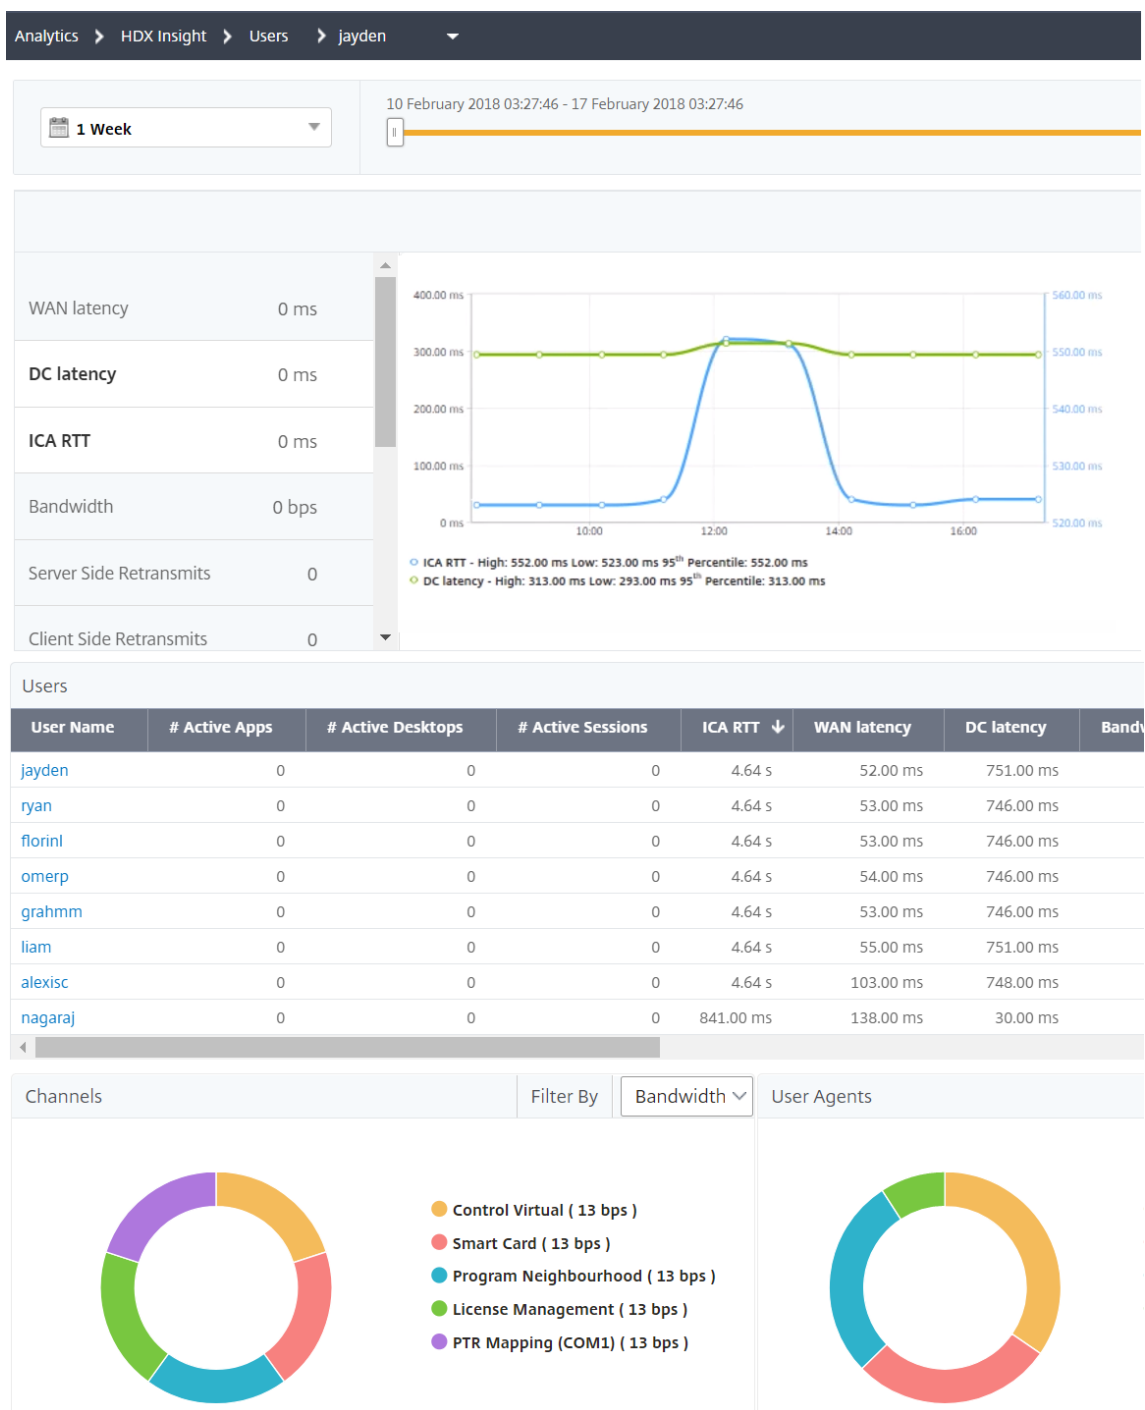 Analytics HDX Insight Users jayden
1 Week
10 February 2018 03:27:46 - 17 February 2018 03:27:46
WAN latency 0 ms
DC latency 0 ms
ICA RTT 0 ms
Bandwidth 0 bps
Server Side Retransmits 0
Client Side Retransmits 0
400.00 ms 560.00 ms
300.00 ms 550.00 ms
200.00 ms 540.00 ms
100.00 ms 530.00 ms
0 ms 520.00 ms
10:00 12:00 14:00 16:00
ICA RTT - High: 552.00 ms Low: 523.00 ms 95th Percentile: 552.00 ms
DC latency - High: 313.00 ms Low: 293.00 ms 95th Percentile: 313.00 ms
Users
User Name # Active Apps # Active Desktops # Active Sessions ICA RTT WAN latency DC latency Bandw
jayden 0 0 0 4.64 s 52.00 ms 751.00 ms
ryan 0 0 0 4.64 s 53.00 ms 746.00 ms
florinl 0 0 0 4.64 s 53.00 ms 746.00 ms
omerp 0 0 0 4.64 s 54.00 ms 746.00 ms
grahmm 0 0 0 4.64 s 53.00 ms 746.00 ms
liam 0 0 0 4.64 s 55.00 ms 751.00 ms
alexisc 0 0 0 4.64 s 103.00 ms 748.00 ms
nagaraj 0 0 0 841.00 ms 138.00 ms 30.00 ms
Channels Filter By Bandwidth User Agents
Control Virtual ( 13 bps )
Smart Card ( 13 bps )
Program Neighbourhood ( 13 bps )
License Management ( 13 bps )
PTR Mapping (COM1) ( 13 bps )